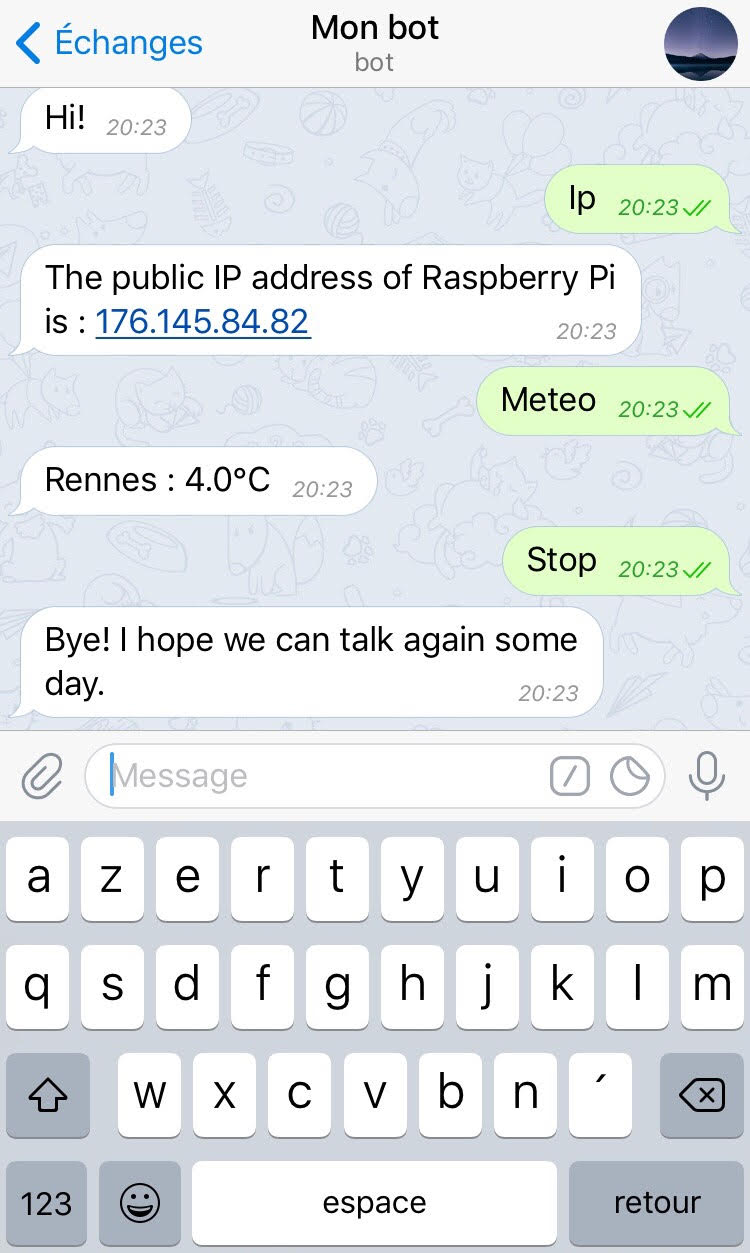 Échanges
Mon bot
bot
Hi! 20:23
Ip 20:23
The public IP address of Raspberry Pi
is : 176.145.84.82 20:23
Meteo 20:23
Rennes : 4.0°C 20:23
Stop 20:23
Bye! I hope we can talk again some
day. 20:23
Message
a z e r t y u i o p
q s d f g h j k l m
w x c v b n ´
123 espace retour